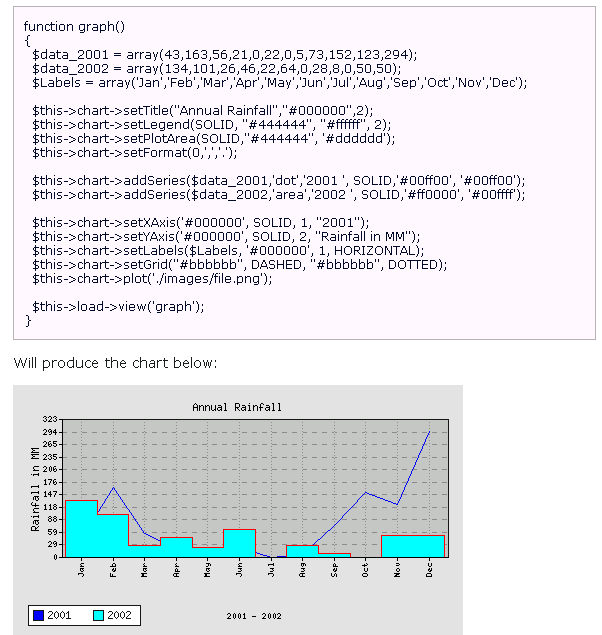 function graph()
{
$data_2001 = array(43,163,56,21,0,22,0,5,73,152,123,294);
$data_2002 = array(134,101,26,46,22,64,0,28,8,0,50,50);
$Labels = array('Jan','Feb','Mar','Apr','May','Jun','Jul','Aug','Sep','Oct','Nov','Dec');
$this->chart->setTitle("Annual Rainfall","#000000",2);
$this->chart->setLegend(SOLID, "#444444", "#ffffff", 2);
$this->chart->setPlotArea(SOLID,"#444444", '#dddddd');
$this->chart->setFormat(0,',','.');
$this->chart->addSeries($data_2001,'dot','2001 ', SOLID,'#00ff00', '#00ff00');
$this->chart->addSeries($data_2002,'area','2002 ', SOLID,'#ff0000', '#00ffff');
$this->chart->setXAxis('#000000', SOLID, 1, "2001");
$this->chart->setYAxis('#000000', SOLID, 2, "Rainfall in MM");
$this->chart->setLabels($Labels, '#000000', 1, HORIZONTAL);
$this->chart->setGrid("#bbbbbb", DASHED, "#bbbbbb", DOTTED);
$this->chart->plot('./images/file.png');
$this->load->view('graph');
}
Will produce the chart below:
Annual Rainfall
Rainfall in MM
323
294
265
235
206
176
147
118
88
59
29
0
Jan
Feb
Mar
Apr
May
Jun
Jul
Aug
Sep
Oct
Nov
Dec
2001 2002
2001 - 2002